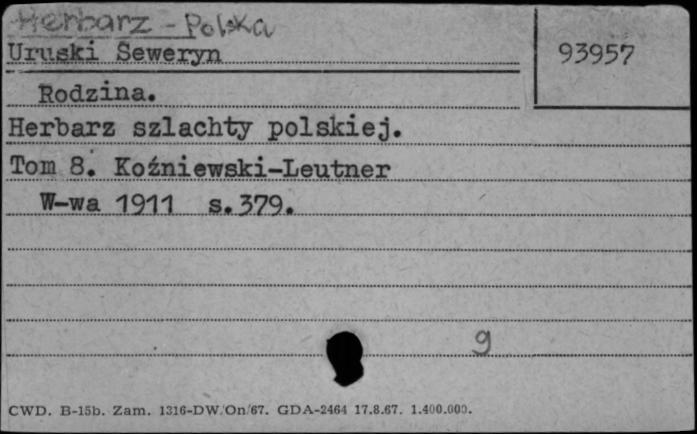 Herbarz - Polska
Uruski Seweryn
93957
Rodzina.
Herbarz szlachty polskiej.
Tom 8. Koźniewski-Leutner
W-wa 1911 s.379.
9
CWD. B-15b. Zam. 1316-DW/On/67. GDA-2464 17.8.67. 1.400.000.